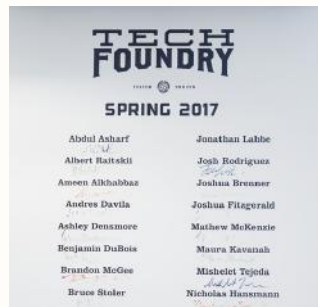 TECH
FOUNDRY
SPRING 2017
Abdul Asharf
Jonathan Labbe
Albert Raitskii
Josh Rodriguez
Ameen Alkhabbaz
Joshua Brenner
Andres Davila
Joshua Fitzgerald
Ashley Densmore
Mathew McKenzie
Benjamin DuBois
Maura Kavanah
Brandon McGee
Mishelet Tejeda
Bruce Stoler
Nicholas Hansmann